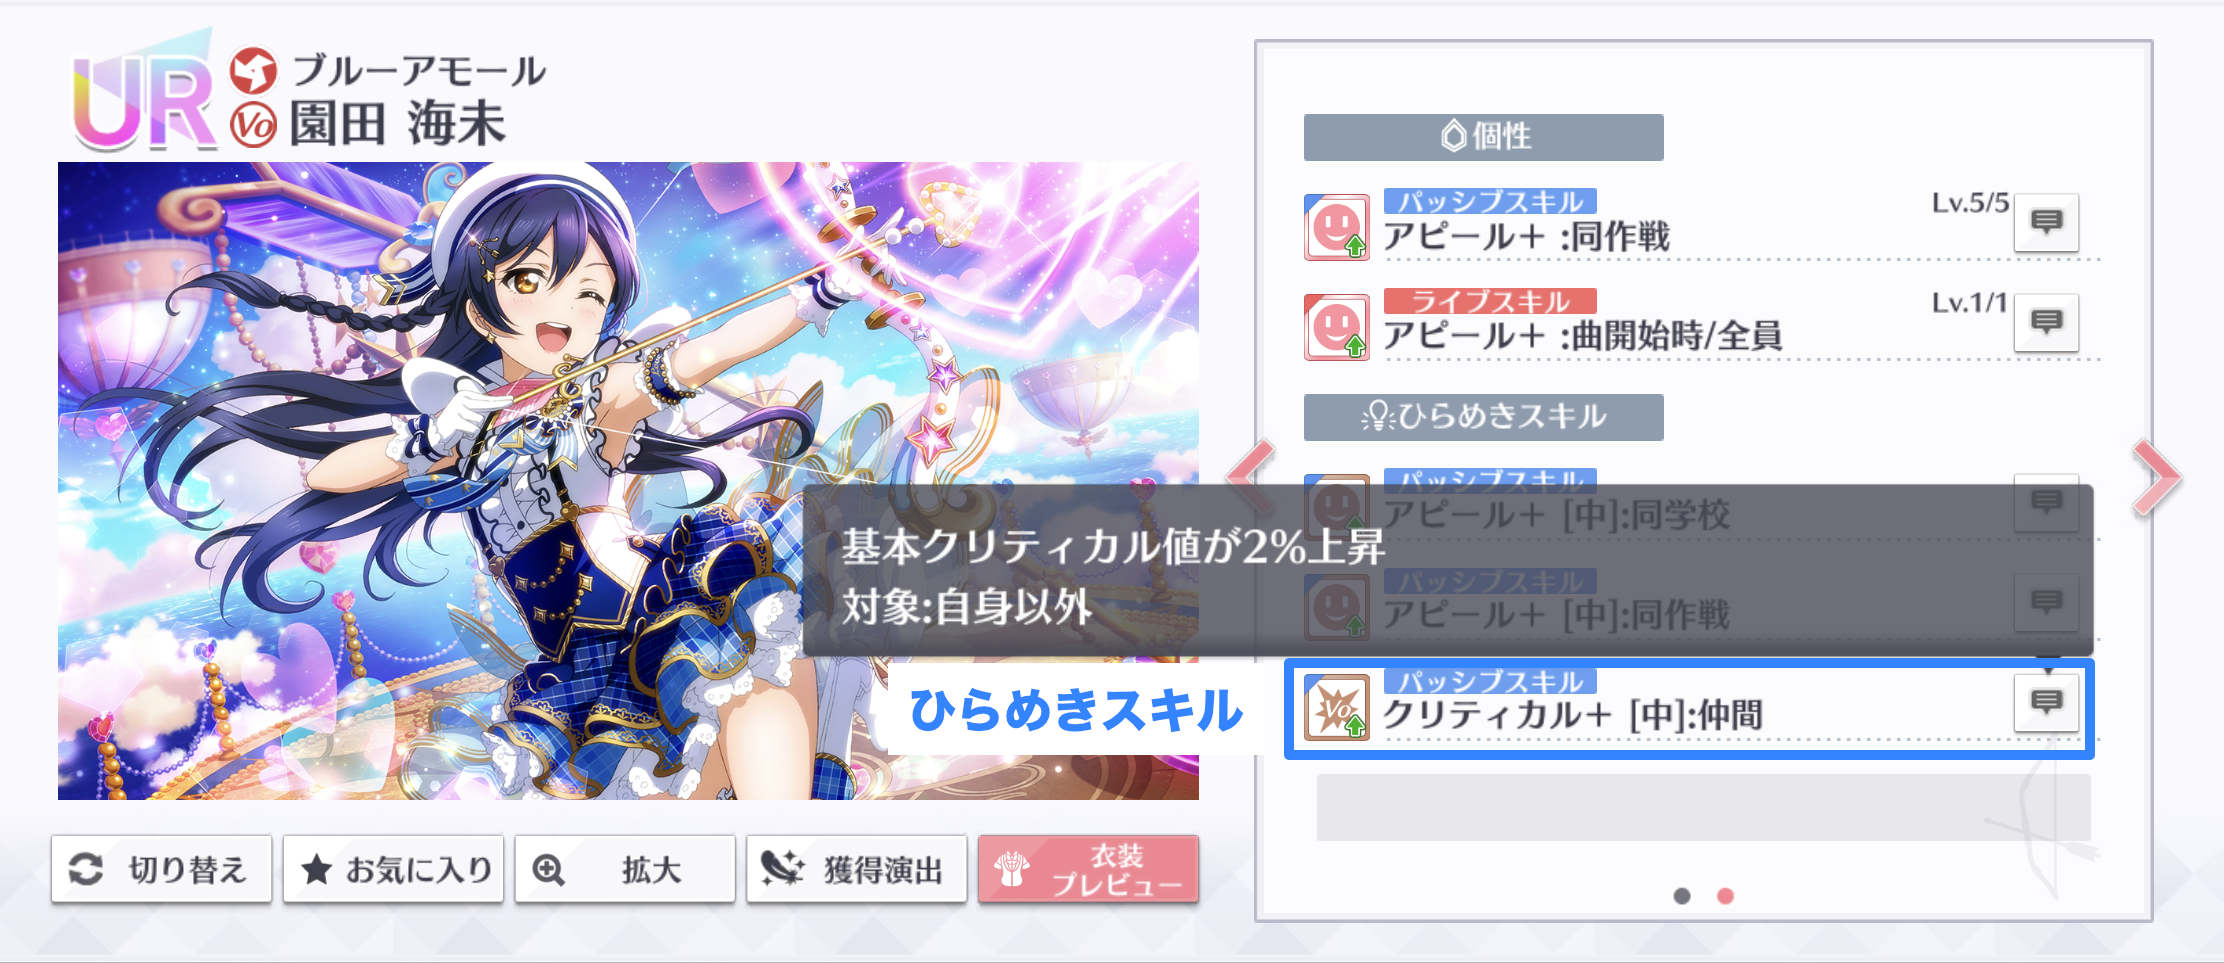 UR
ブルーアモール
Vo
園田 海未
個性
パッシブスキル
Lv.5/5
アピール+ :同作戦
ライブスキル
Lv.1/1
アピール+ :曲開始時/全員
ひらめきスキル
パッシブスキル
アピール+ [中]:同学校
基本クリティカル値が2%上昇
対象:自身以外
パッシブスキル
アピール+ [中]:同作戦
ひらめきスキル
パッシブスキル
Vo
クリティカル+ [中]:仲間
切り替え
お気に入り
拡大
獲得演出
衣装
プレビュー